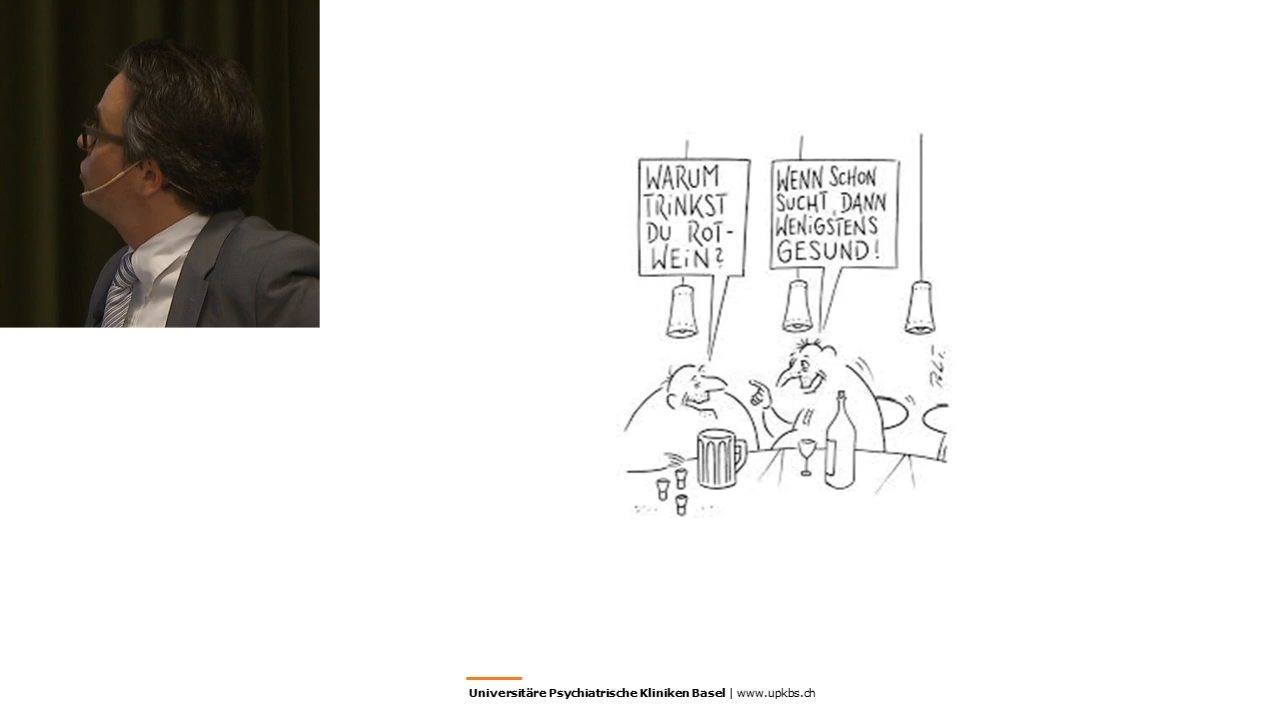 WARUM
TRiNKST
DU ROT-
WEiN?
WENN SCHON
SUCHT, DANN
WENiGSTENS
GESUND!
Universitäre Psychiatrische Kliniken Basel | www.upkbs.ch